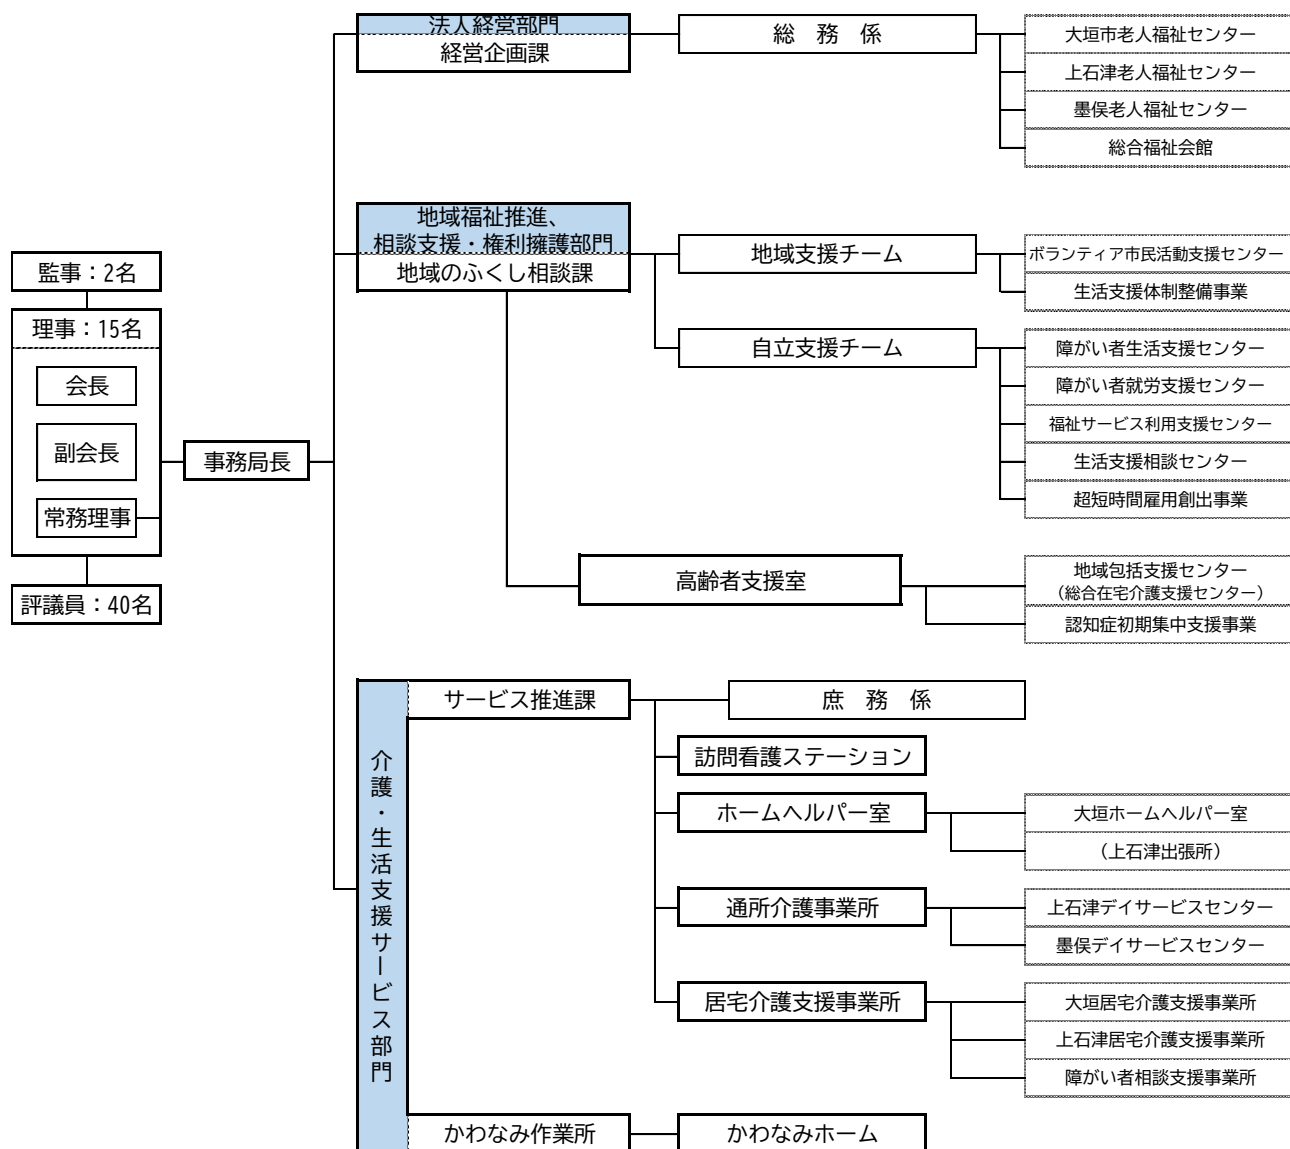 監事：2名
理事：15名
会長
副会長
常務理事
評議員：40名
事務局長
法人経営部門
経営企画課
総　務　係
大垣市老人福祉センター
上石津老人福祉センター
墨俣老人福祉センター
総合福祉会館
地域福祉推進、
相談支援・権利擁護部門
地域のふくし相談課
地域支援チーム
ボランティア市民活動支援センター
生活支援体制整備事業
自立支援チーム
障がい者生活支援センター
障がい者就労支援センター
福祉サービス利用支援センター
生活支援相談センター
超短時間雇用創出事業
高齢者支援室
地域包括支援センター
（総合在宅介護支援センター）
認知症初期集中支援事業
介護・生活支援サービス部門
サービス推進課
庶　務　係
訪問看護ステーション
ホームヘルパー室
大垣ホームヘルパー室
（上石津出張所）
通所介護事業所
上石津デイサービスセンター
墨俣デイサービスセンター
居宅介護支援事業所
大垣居宅介護支援事業所
上石津居宅介護支援事業所
障がい者相談支援事業所
かわなみ作業所
かわなみホーム